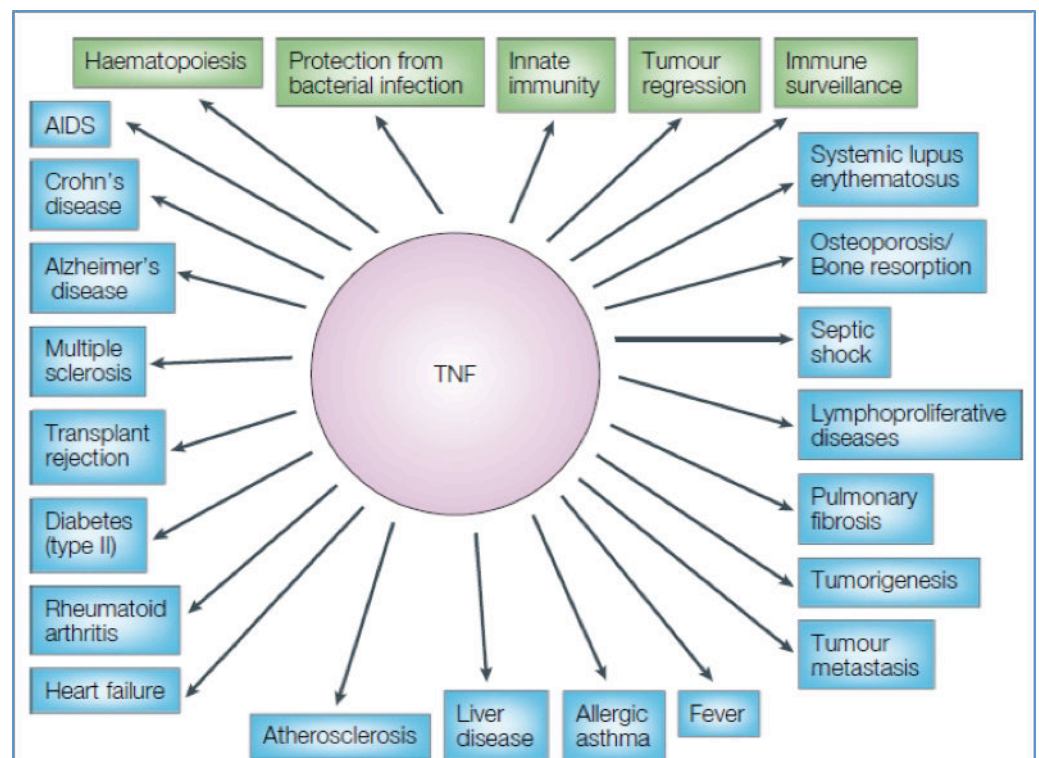 Haematopoiesis
Protection from
bacterial infection
Innate
immunity
Tumour
regression
Immune
surveillance
AIDS
Crohn's
disease
Alzheimer's
disease
Multiple
sclerosis
Transplant
rejection
Diabetes
(type II)
Rheumatoid
arthritis
Heart failure
TNF
Systemic lupus
erythematosus
Osteoporosis/
Bone resorption
Septic
shock
Lymphoproliferative
diseases
Pulmonary
fibrosis
Tumorigenesis
Tumour
metastasis
Atherosclerosis
Liver
disease
Allergic
asthma
Fever